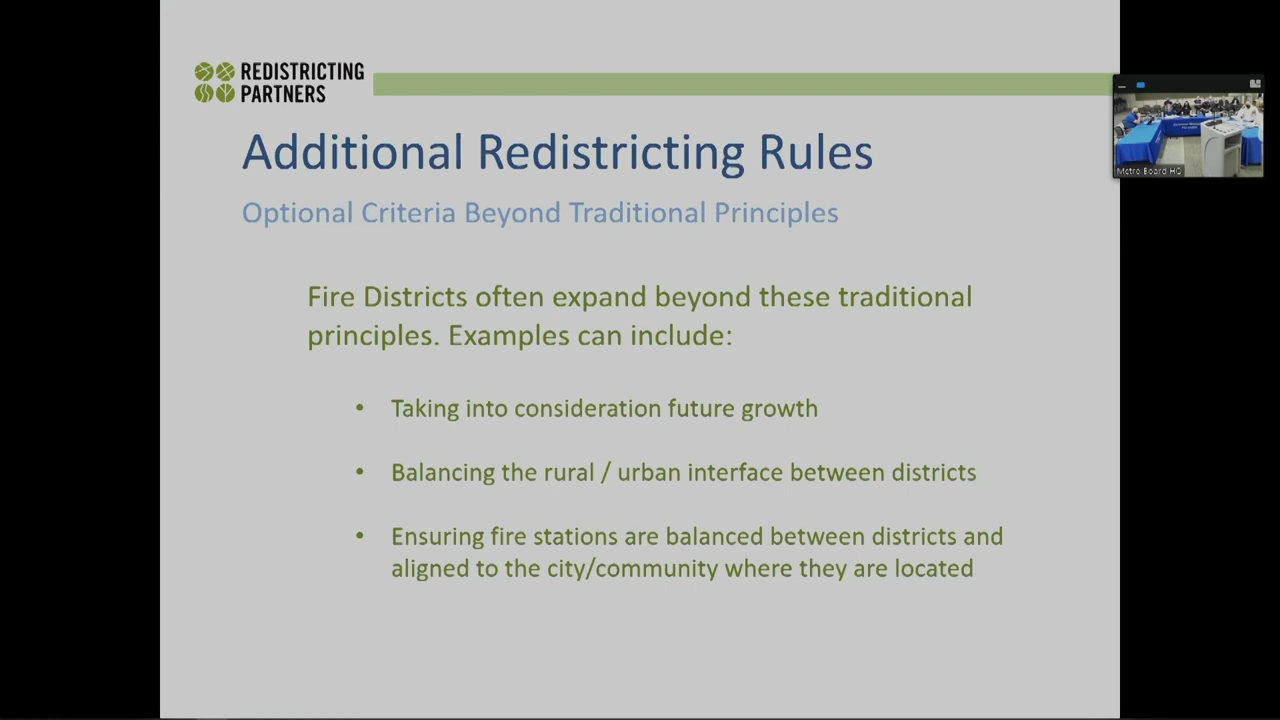 REDISTRICTING
PARTNERS
Additional Redistricting Rules
Optional Criteria Beyond Traditional Principles
Fire Districts often expand beyond these traditional
principles. Examples can include:
• Taking into consideration future growth
• Balancing the rural / urban interface between districts
• Ensuring fire stations are balanced between districts and
aligned to the city/community where they are located
Metro Board HQ